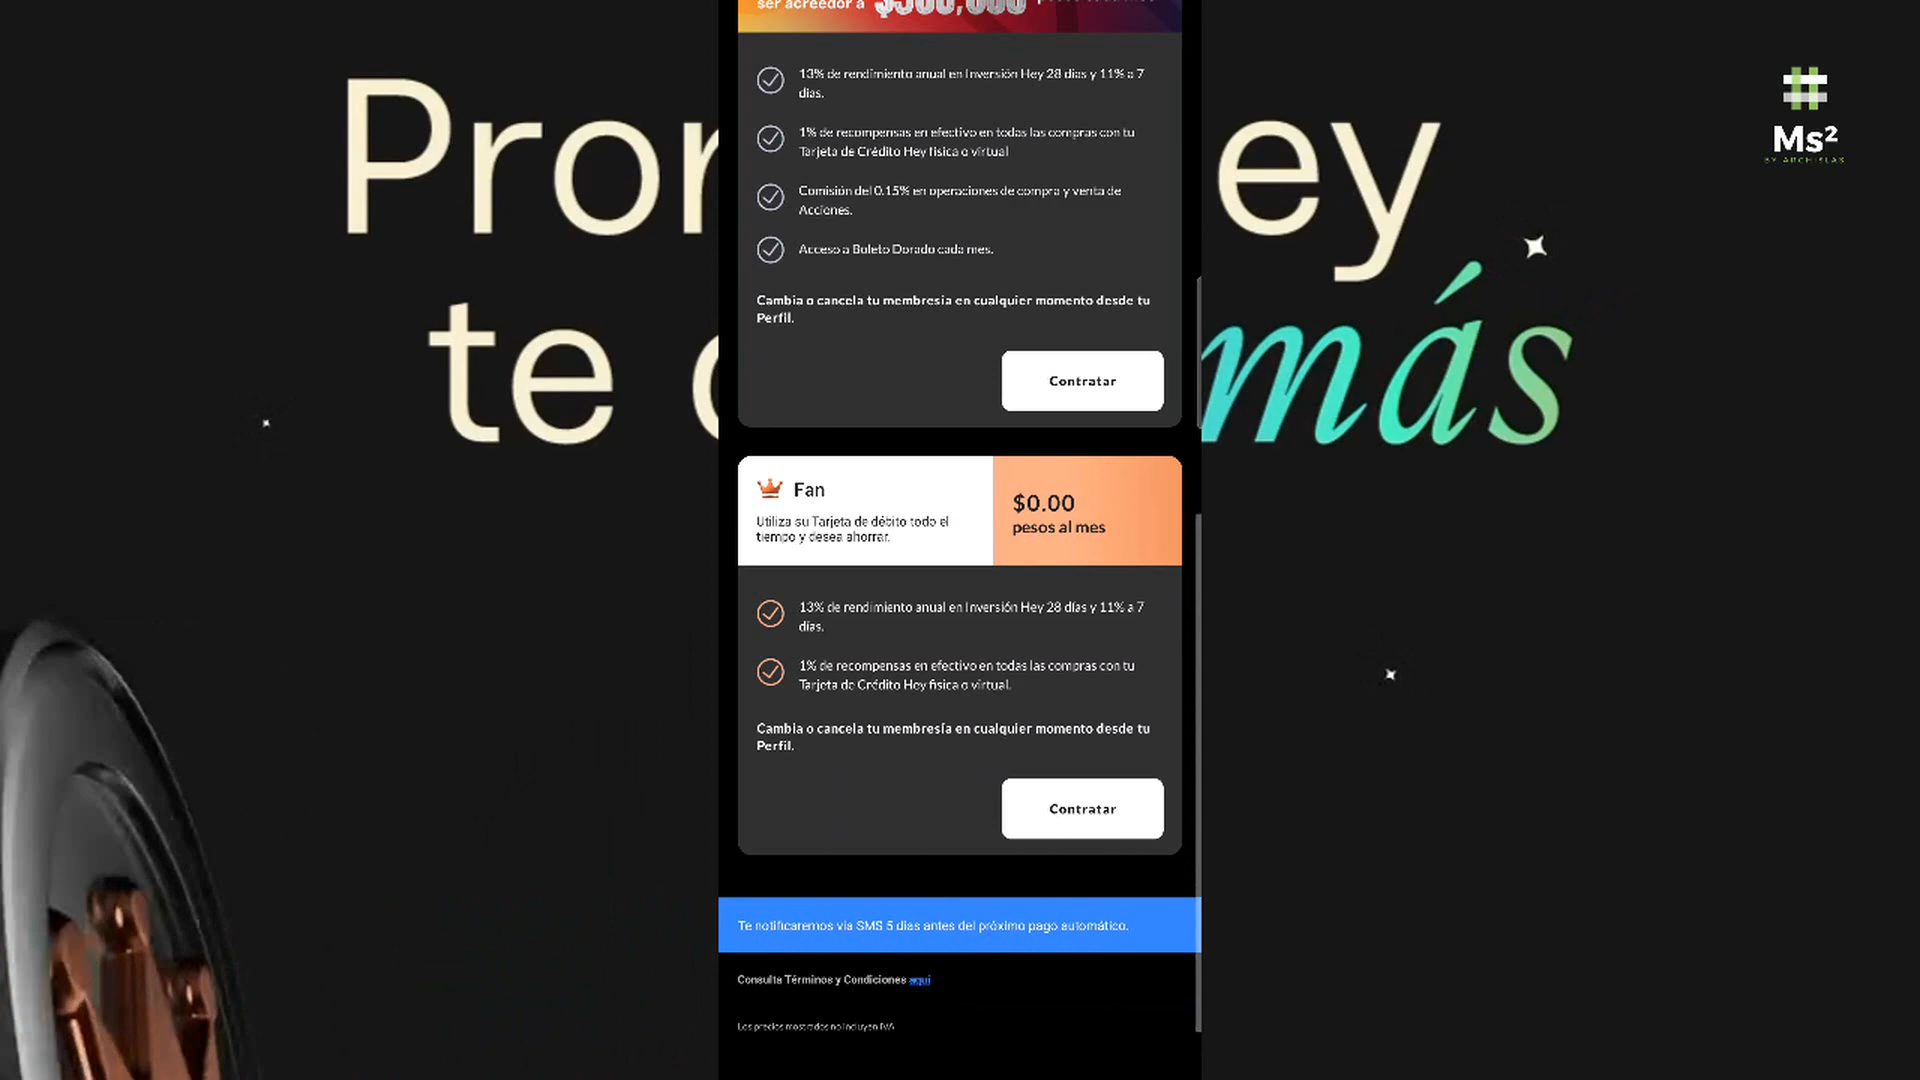 ser acreedor a $500,000
13% de rendimiento anual en Inversión Hey 28 días y 11% a 7
días.
1% de recompensas en efectivo en todas las compras con tu
Tarjeta de Crédito Hey física o virtual
Comisión del 0.15% en operaciones de compra y venta de
Acciones.
Acceso a Boleto Dorado cada mes.
Cambia o cancela tu membresía en cualquier momento desde tu
Perfil.
Contratar
Fan
Utiliza su Tarjeta de débito todo el
tiempo y desea ahorrar.
$0.00
pesos al mes
13% de rendimiento anual en Inversión Hey 28 días y 11% a 7
días.
1% de recompensas en efectivo en todas las compras con tu
Tarjeta de Crédito Hey física o virtual.
Cambia o cancela tu membresía en cualquier momento desde tu
Perfil.
Contratar
Te notificaremos vía SMS 5 días antes del próximo pago automático.
Consulta Términos y Condiciones aquí
Los precios mostrados no incluyen IVA
Pro ey
te más
Ms²
BY ARCHISLAS